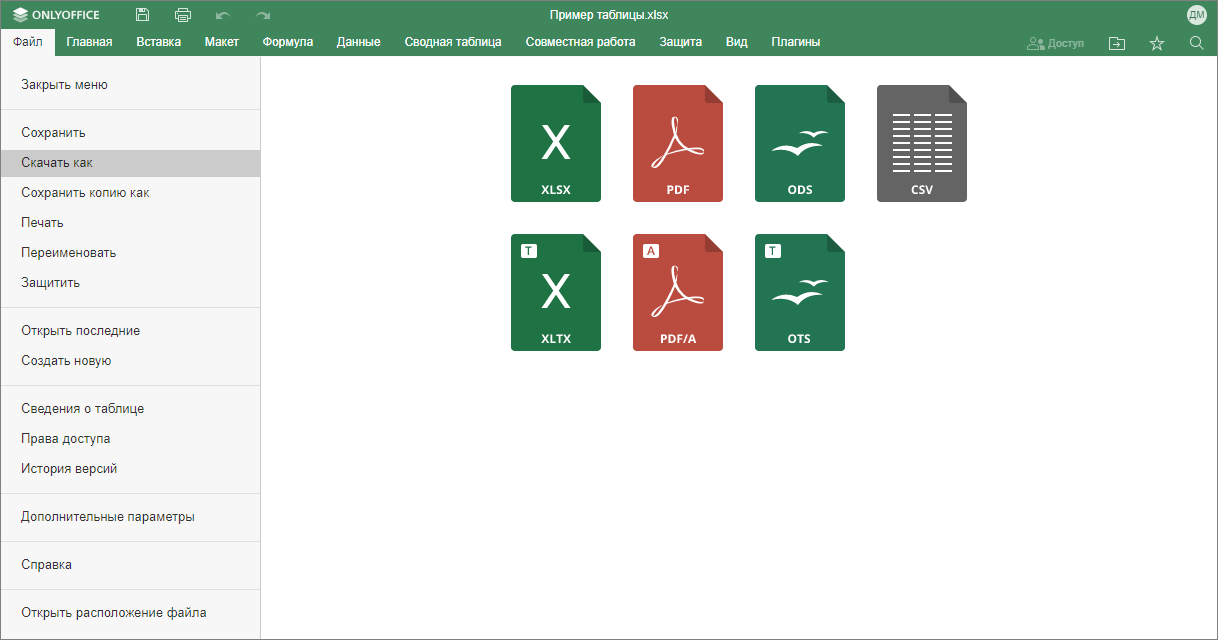 ONLYOFFICE
Пример таблицы.xlsx
ДМ
Файл Главная Вставка Макет Формула Данные Сводная таблица Совместная работа Защита Вид Плагины Доступ
Закрыть меню
Сохранить
Скачать как
Сохранить копию как
Печать
Переименовать
Защитить
Открыть последние
Создать новую
Сведения о таблице
Права доступа
История версий
Дополнительные параметры
Справка
Открыть расположение файла
X
XLSX PDF ODS CSV
T A T
X
XLTX PDF/A OTS